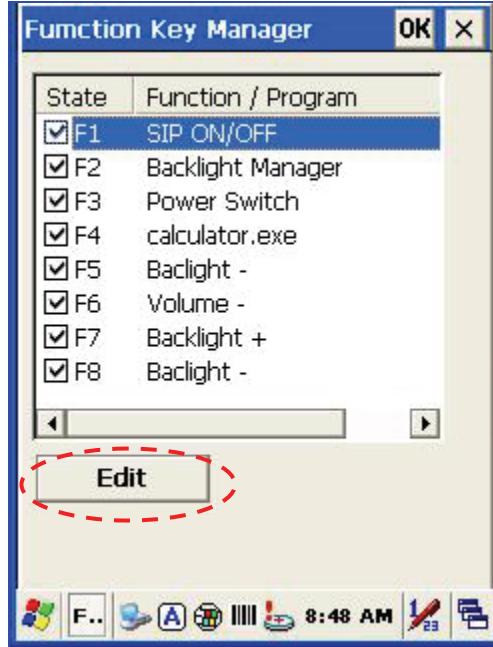 Fumction Key Manager OK ×
State Function / Program
F1 SIP ON/OFF
F2 Backlight Manager
F3 Power Switch
F4 calculator.exe
F5 Baclight -
F6 Volume -
F7 Backlight +
F8 Baclight -
Edit
F.. A 8:48 AM 1/23